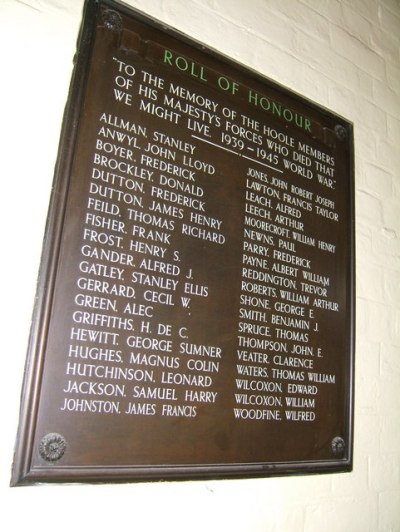 ROLL OF HONOUR
"TO THE MEMORY OF THE HOOLE MEMBERS
OF HIS MAJESTY'S FORCES WHO DIED THAT
WE MIGHT LIVE. 1939-1945 WORLD WAR"
ALLMAN, STANLEY
ANWYL, JOHN LLOYD
BOYER, FREDERICK
BROCKLEY, DONALD
DUTTON, FREDERICK
DUTTON, JAMES HENRY
FEILD, THOMAS RICHARD
FISHER, FRANK
FROST, HENRY S.
GANDER, ALFRED J.
GATLEY, STANLEY ELLIS
GERRARD, CECIL W.
GREEN, ALEC
GRIFFITHS, H. DE C.
HEWITT, GEORGE SUMNER
HUGHES, MAGNUS COLIN
HUTCHINSON, LEONARD
JACKSON, SAMUEL HARRY
JOHNSTON, JAMES FRANCIS
JONES, JOHN ROBERT JOSEPH
LAWTON, FRANCIS TAYLOR
LEACH, ALFRED
LEECH, ARTHUR
MOORECROFT, WILLIAM HENRY
NEWNS, PAUL
PARRY, FREDERICK
PAYNE, ALBERT WILLIAM
REDDINGTON, TREVOR
ROBERTS, WILLIAM ARTHUR
SHONE, GEORGE E.
SMITH, BENJAMIN J.
SPRUCE, THOMAS
THOMPSON, JOHN, E.
VEATER, CLARENCE
WATERS, THOMAS WILLIAM
WILCOXON, EDWARD
WILCOXON, WILLIAM
WOODFINE, WILFRED